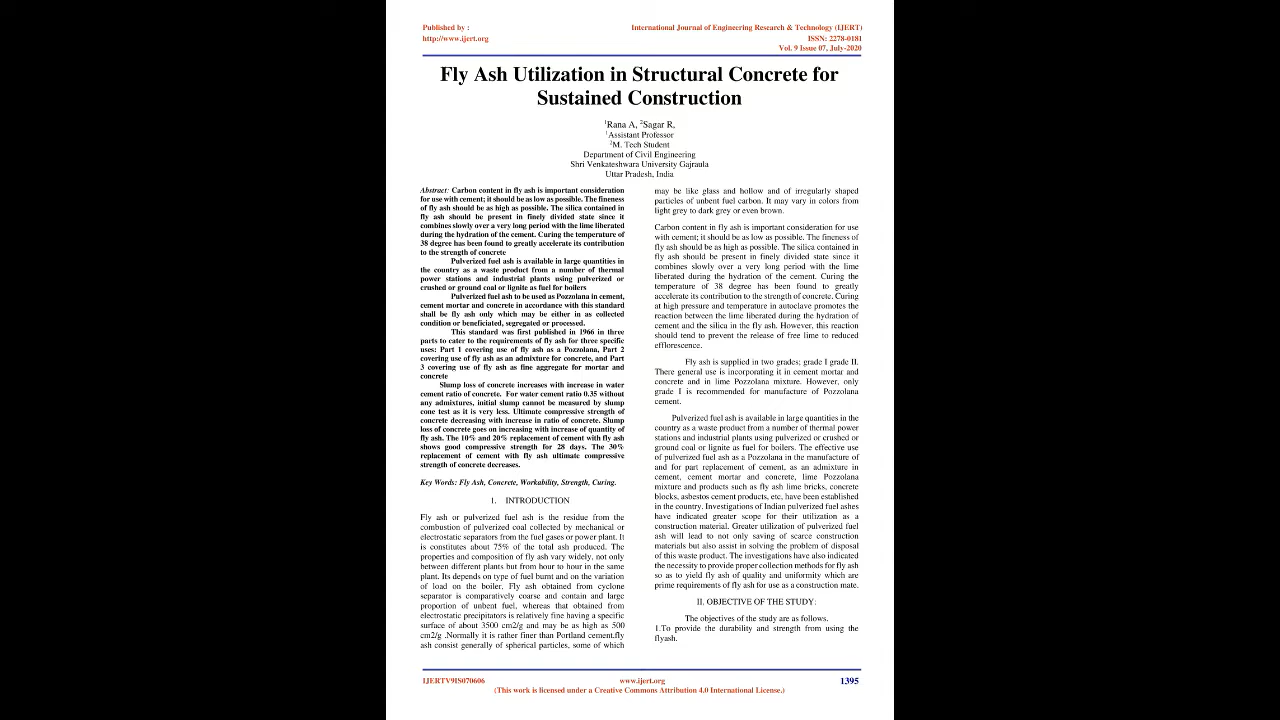 Published by :
International Journal of Engineering Research & Technology (IJERT)
http://www.ijert.org
ISSN: 2278-0181
Vol. 9 Issue 07, July-2020
Fly Ash Utilization in Structural Concrete for
Sustained Construction
1Rana A, 2Sagar R,
1Assistant Professor
2M. Tech Student
Department of Civil Engineering
Shri Venkateshwara University Gajraula
Uttar Pradesh, India
Abstract: Carbon content in fly ash is important consideration
for use with cement; it should be as low as possible. The fineness
of fly ash should be as high as possible. The silica contained in
fly ash should be present in finely divided state since it
combines slowly over a very long period with the lime liberated
during the hydration of the cement. Curing the temperature of
38 degree has been found to greatly accelerate its contribution
to the strength of concrete
Pulverized fuel ash is available in large quantities in
the country as a waste product from a number of thermal
power stations and industrial plants using pulverized or
crushed or ground coal or lignite as fuel for boilers
Pulverized fuel ash to be used as Pozzolana in cement,
cement mortar and concrete in accordance with this standard
shall be fly ash only which may be either in as collected
condition or beneficiated, segregated or processed.
This standard was first published in 1966 in three
parts to cater to the requirements of fly ash for three specific
uses: Part 1 covering use of fly ash as a Pozzolana, Part 2
covering use of fly ash as an admixture for concrete, and Part
3 covering use of fly ash as fine aggregate for mortar and
concrete
Slump loss of concrete increases with increase in water
cement ratio of concrete. For water cement ratio 0.35 without
any admixtures, initial slump cannot be measured by slump
cone test as it is very less. Ultimate compressive strength of
concrete decreasing with increase in ratio of concrete. Slump
loss of concrete goes on increasing with increase of quantity of
fly ash. The 10% and 20% replacement of cement with fly ash
shows good compressive strength for 28 days. The 30%
replacement of cement with fly ash ultimate compressive
strength of concrete decreases.
Key Words: Fly Ash, Concrete, Workability, Strength, Curing.
1. INTRODUCTION
Fly ash or pulverized fuel ash is the residue from the
combustion of pulverized coal collected by mechanical or
electrostatic separators from the fuel gases or power plant. It
is constitutes about 75% of the total ash produced. The
properties and composition of fly ash vary widely, not only
between different plants but from hour to hour in the same
plant. Its depends on type of fuel burnt and on the variation
of load on the boiler. Fly ash obtained from cyclone
separator is comparatively coarse and contain and large
proportion of unbent fuel, whereas that obtained from
electrostatic precipitators is relatively fine having a specific
surface of about 3500 cm2/g and may be as high as 500
cm2/g .Normally it is rather finer than Portland cement.fly
ash consist generally of spherical particles, some of which
may be like glass and hollow and of irregularly shaped
particles of unbent fuel carbon. It may vary in colors from
light grey to dark grey or even brown.
Carbon content in fly ash is important consideration for use
with cement; it should be as low as possible. The fineness of
fly ash should be as high as possible. The silica contained in
fly ash should be present in finely divided state since it
combines slowly over a very long period with the lime
liberated during the hydration of the cement. Curing the
temperature of 38 degree has been found to greatly
accelerate its contribution to the strength of concrete. Curing
at high pressure and temperature in autoclave promotes the
reaction between the lime liberated during the hydration of
cement and the silica in the fly ash. However, this reaction
should tend to prevent the release of free lime to reduced
efflorescence.
Fly ash is supplied in two grades; grade I grade II.
There general use is incorporating it in cement mortar and
concrete and in lime Pozzolana mixture. However, only
grade I is recommended for manufacture of Pozzolana
cement.
Pulverized fuel ash is available in large quantities in the
country as a waste product from a number of thermal power
stations and industrial plants using pulverized or crushed or
ground coal or lignite as fuel for boilers. The effective use
of pulverized fuel ash as a Pozzolana in the manufacture of
and for part replacement of cement, as an admixture in
cement, cement mortar and concrete, lime Pozzolana
mixture and products such as fly ash lime bricks, concrete
blocks, asbestos cement products, etc, have been established
in the country. Investigations of Indian pulverized fuel ashes
have indicated greater scope for their utilization as a
construction material. Greater utilization of pulverized fuel
ash will lead to not only saving of scarce construction
materials but also assist in solving the problem of disposal
of this waste product. The investigations have also indicated
the necessity to provide proper collection methods for fly ash
so as to yield fly ash of quality and uniformity which are
prime requirements of fly ash for use as a construction mate.
II. OBJECTIVE OF THE STUDY:
The objectives of the study are as follows.
1.To provide the durability and strength from using the
flyash.
IJERTV9IS070606
www.ijert.org
1395
(This work is licensed under a Creative Commons Attribution 4.0 International License.)